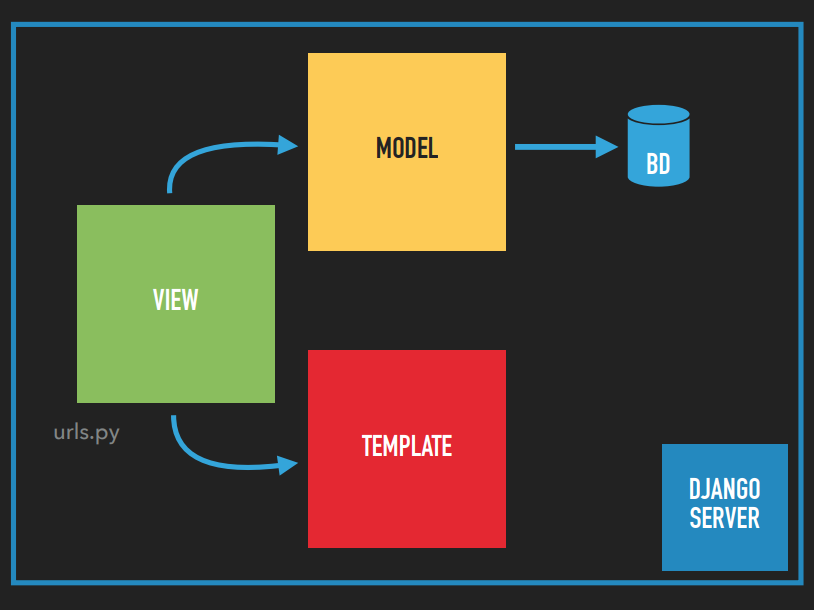 MODEL
BD
VIEW
urls.py
TEMPLATE
DJANGO
SERVER